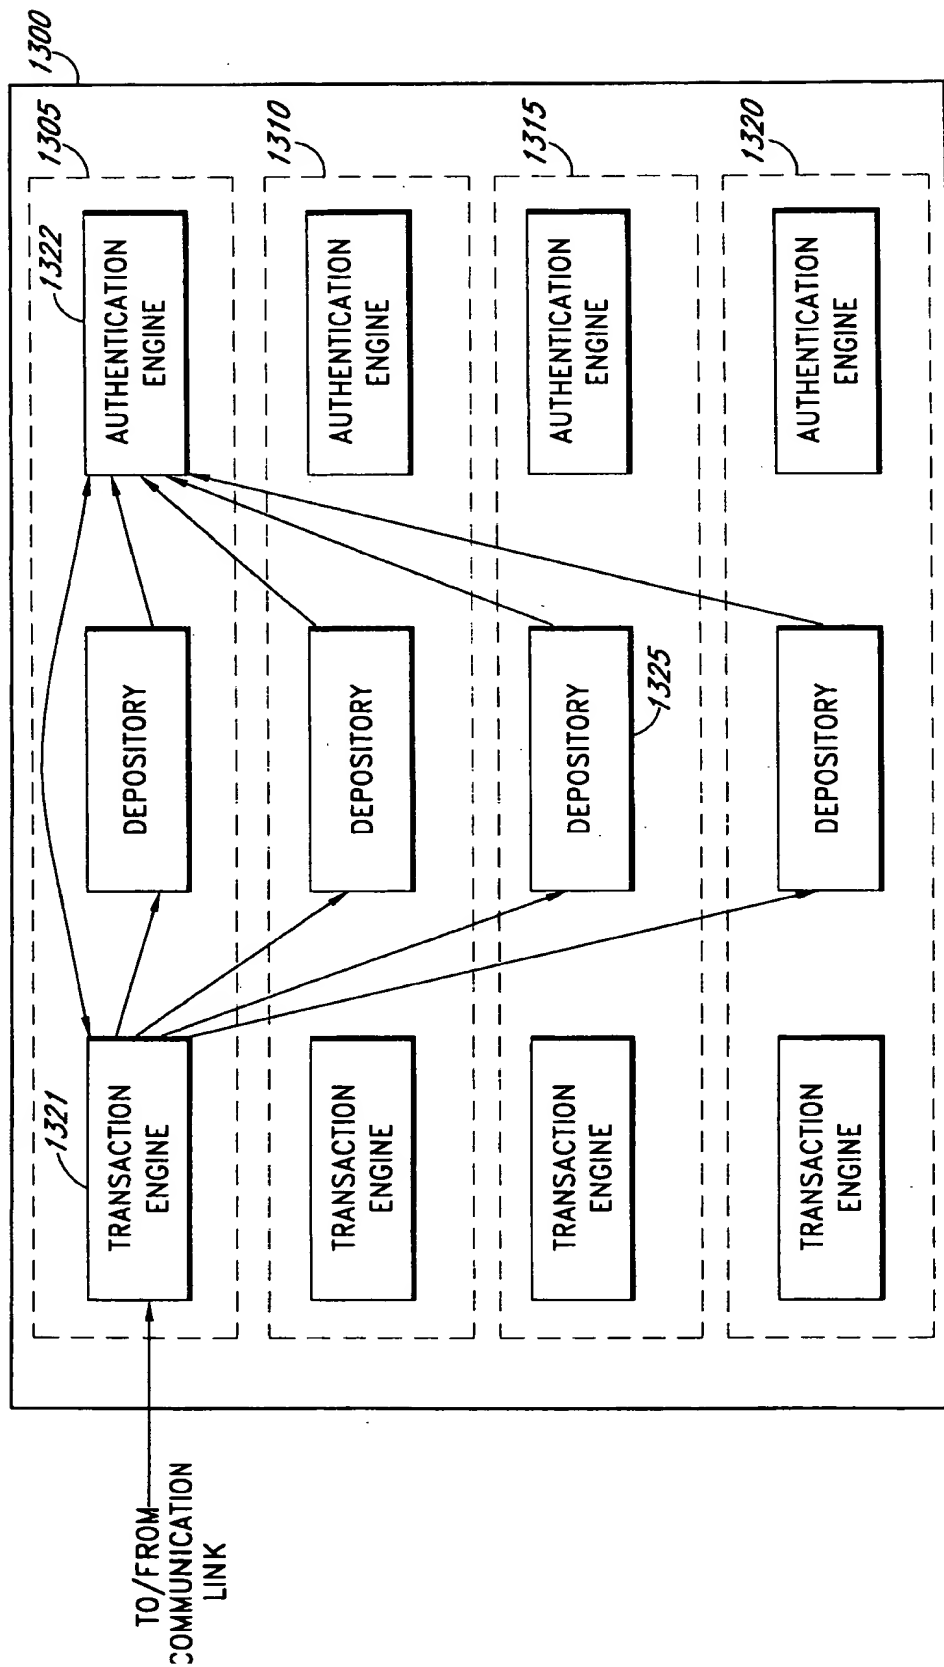 1300
1305
1321
1322
TRANSACTION
ENGINE
DEPOSITORY
AUTHENTICATION
ENGINE
TO/FROM
COMMUNICATION
LINK
1310
TRANSACTION
ENGINE
DEPOSITORY
AUTHENTICATION
ENGINE
1315
TRANSACTION
ENGINE
DEPOSITORY
1325
AUTHENTICATION
ENGINE
1320
TRANSACTION
ENGINE
DEPOSITORY
AUTHENTICATION
ENGINE